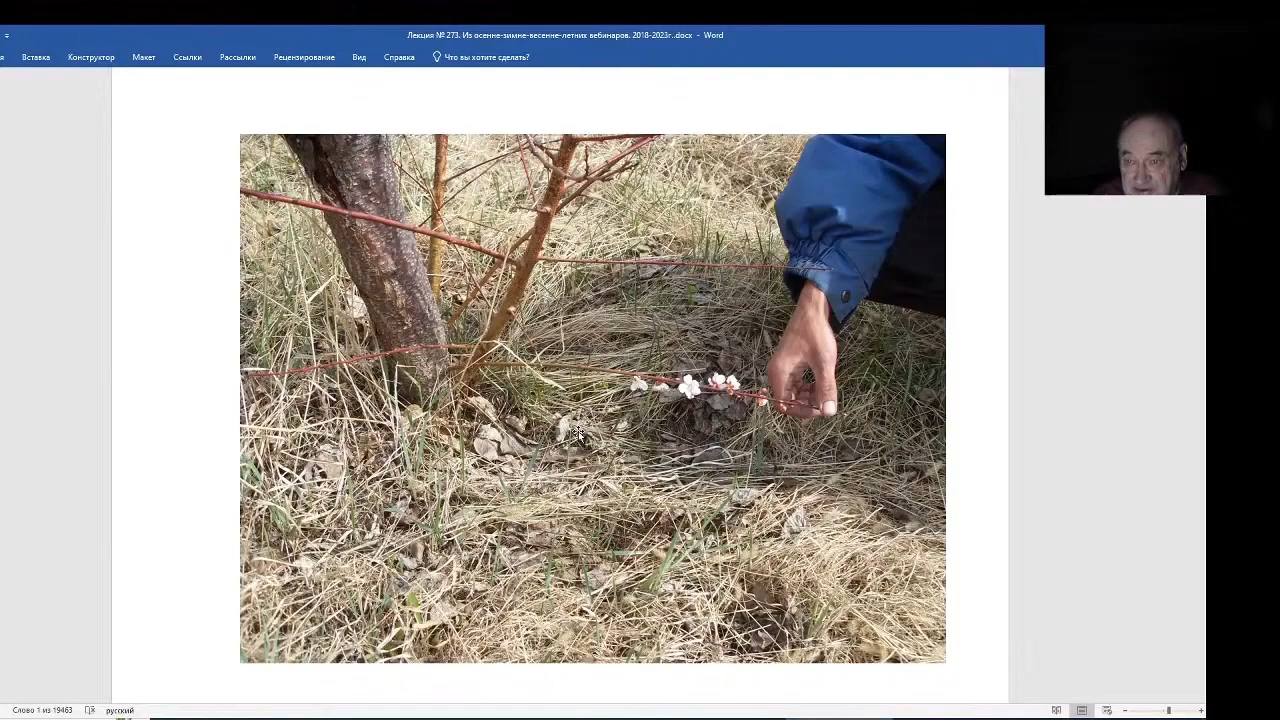 Лекция № 273. Из осенне-зимне-весенне-летних вебинаров. 2018-2023г..docx - Word
я Вставка Конструктор Макет Ссылки Рассылки Рецензирование Вид Справка Что вы хотите сделать?
Слово 1 из 19463 русский